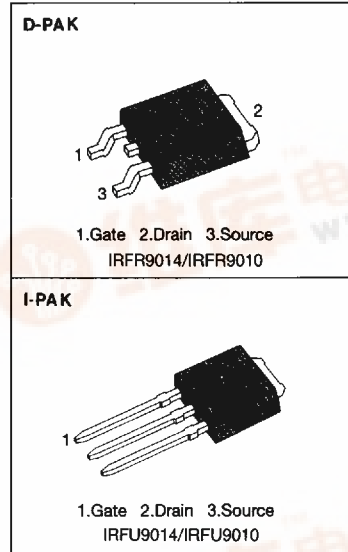 D-PAK
2
1
3
1.Gate 2.Drain 3.Source
IRFR9014/IRFR9010
I-PAK
1
1.Gate 2.Drain 3.Source
IRFU9014/IRFU9010